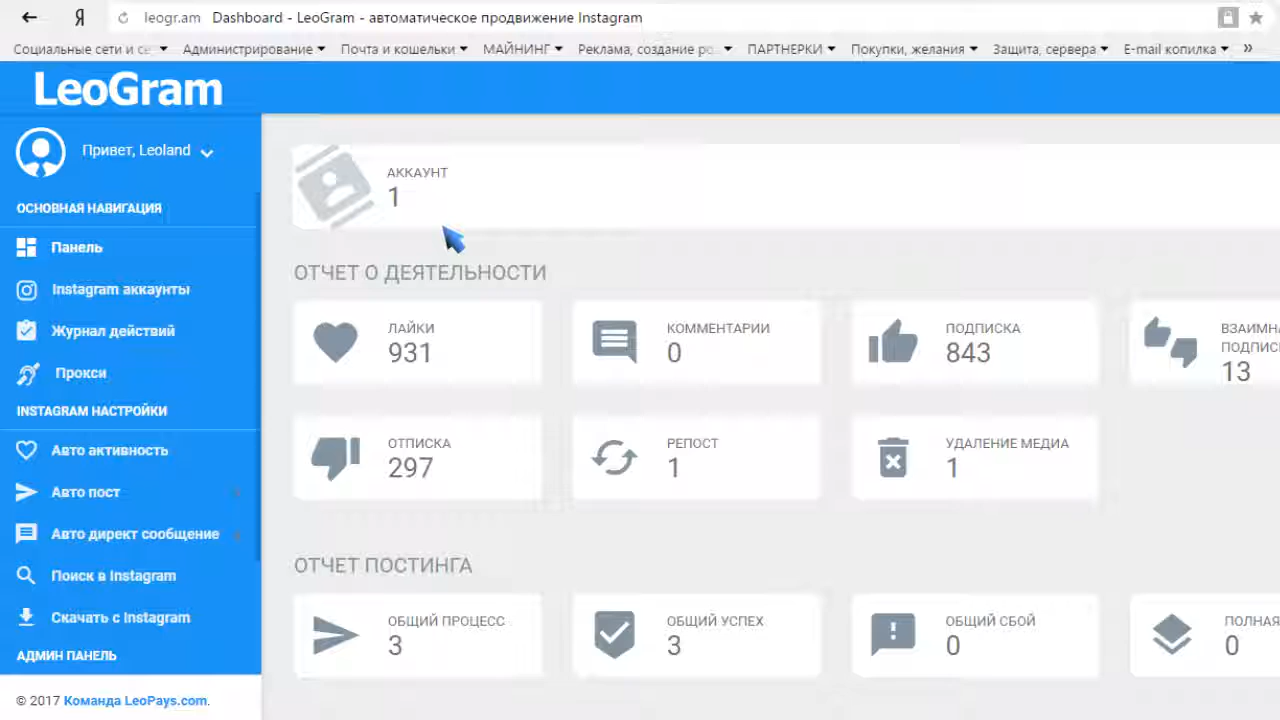 Я leogr.am Dashboard - LeoGram - автоматическое продвижение Instagram
Социальные сети и се Администрирование Почта и кошельки МАЙНИНГ Реклама, создание ро ПАРТНЕРКИ Покупки, желания Защита, сервера E-mail копилка »
LeoGram
Привет, Leoland
ОСНОВНАЯ НАВИГАЦИЯ
Панель
Instagram аккаунты
Журнал действий
Прокси
INSTAGRAM НАСТРОЙКИ
Авто активность
Авто пост
Авто директ сообщение
Поиск в Instagram
Скачать с Instagram
АДМИН ПАНЕЛЬ
© 2017 Команда LeoPays.com.
АККАУНТ
1
ОТЧЕТ О ДЕЯТЕЛЬНОСТИ
ЛАЙКИ
931
КОММЕНТАРИИ
0
ПОДПИСКА
843
ВЗАИМНА
ПОДПИС
13
ОТПИСКА
297
РЕПОСТ
1
УДАЛЕНИЕ МЕДИА
1
ОТЧЕТ ПОСТИНГА
ОБЩИЙ ПРОЦЕСС
3
ОБЩИЙ УСПЕХ
3
ОБЩИЙ СБОЙ
0
ПОЛНАЯ
0